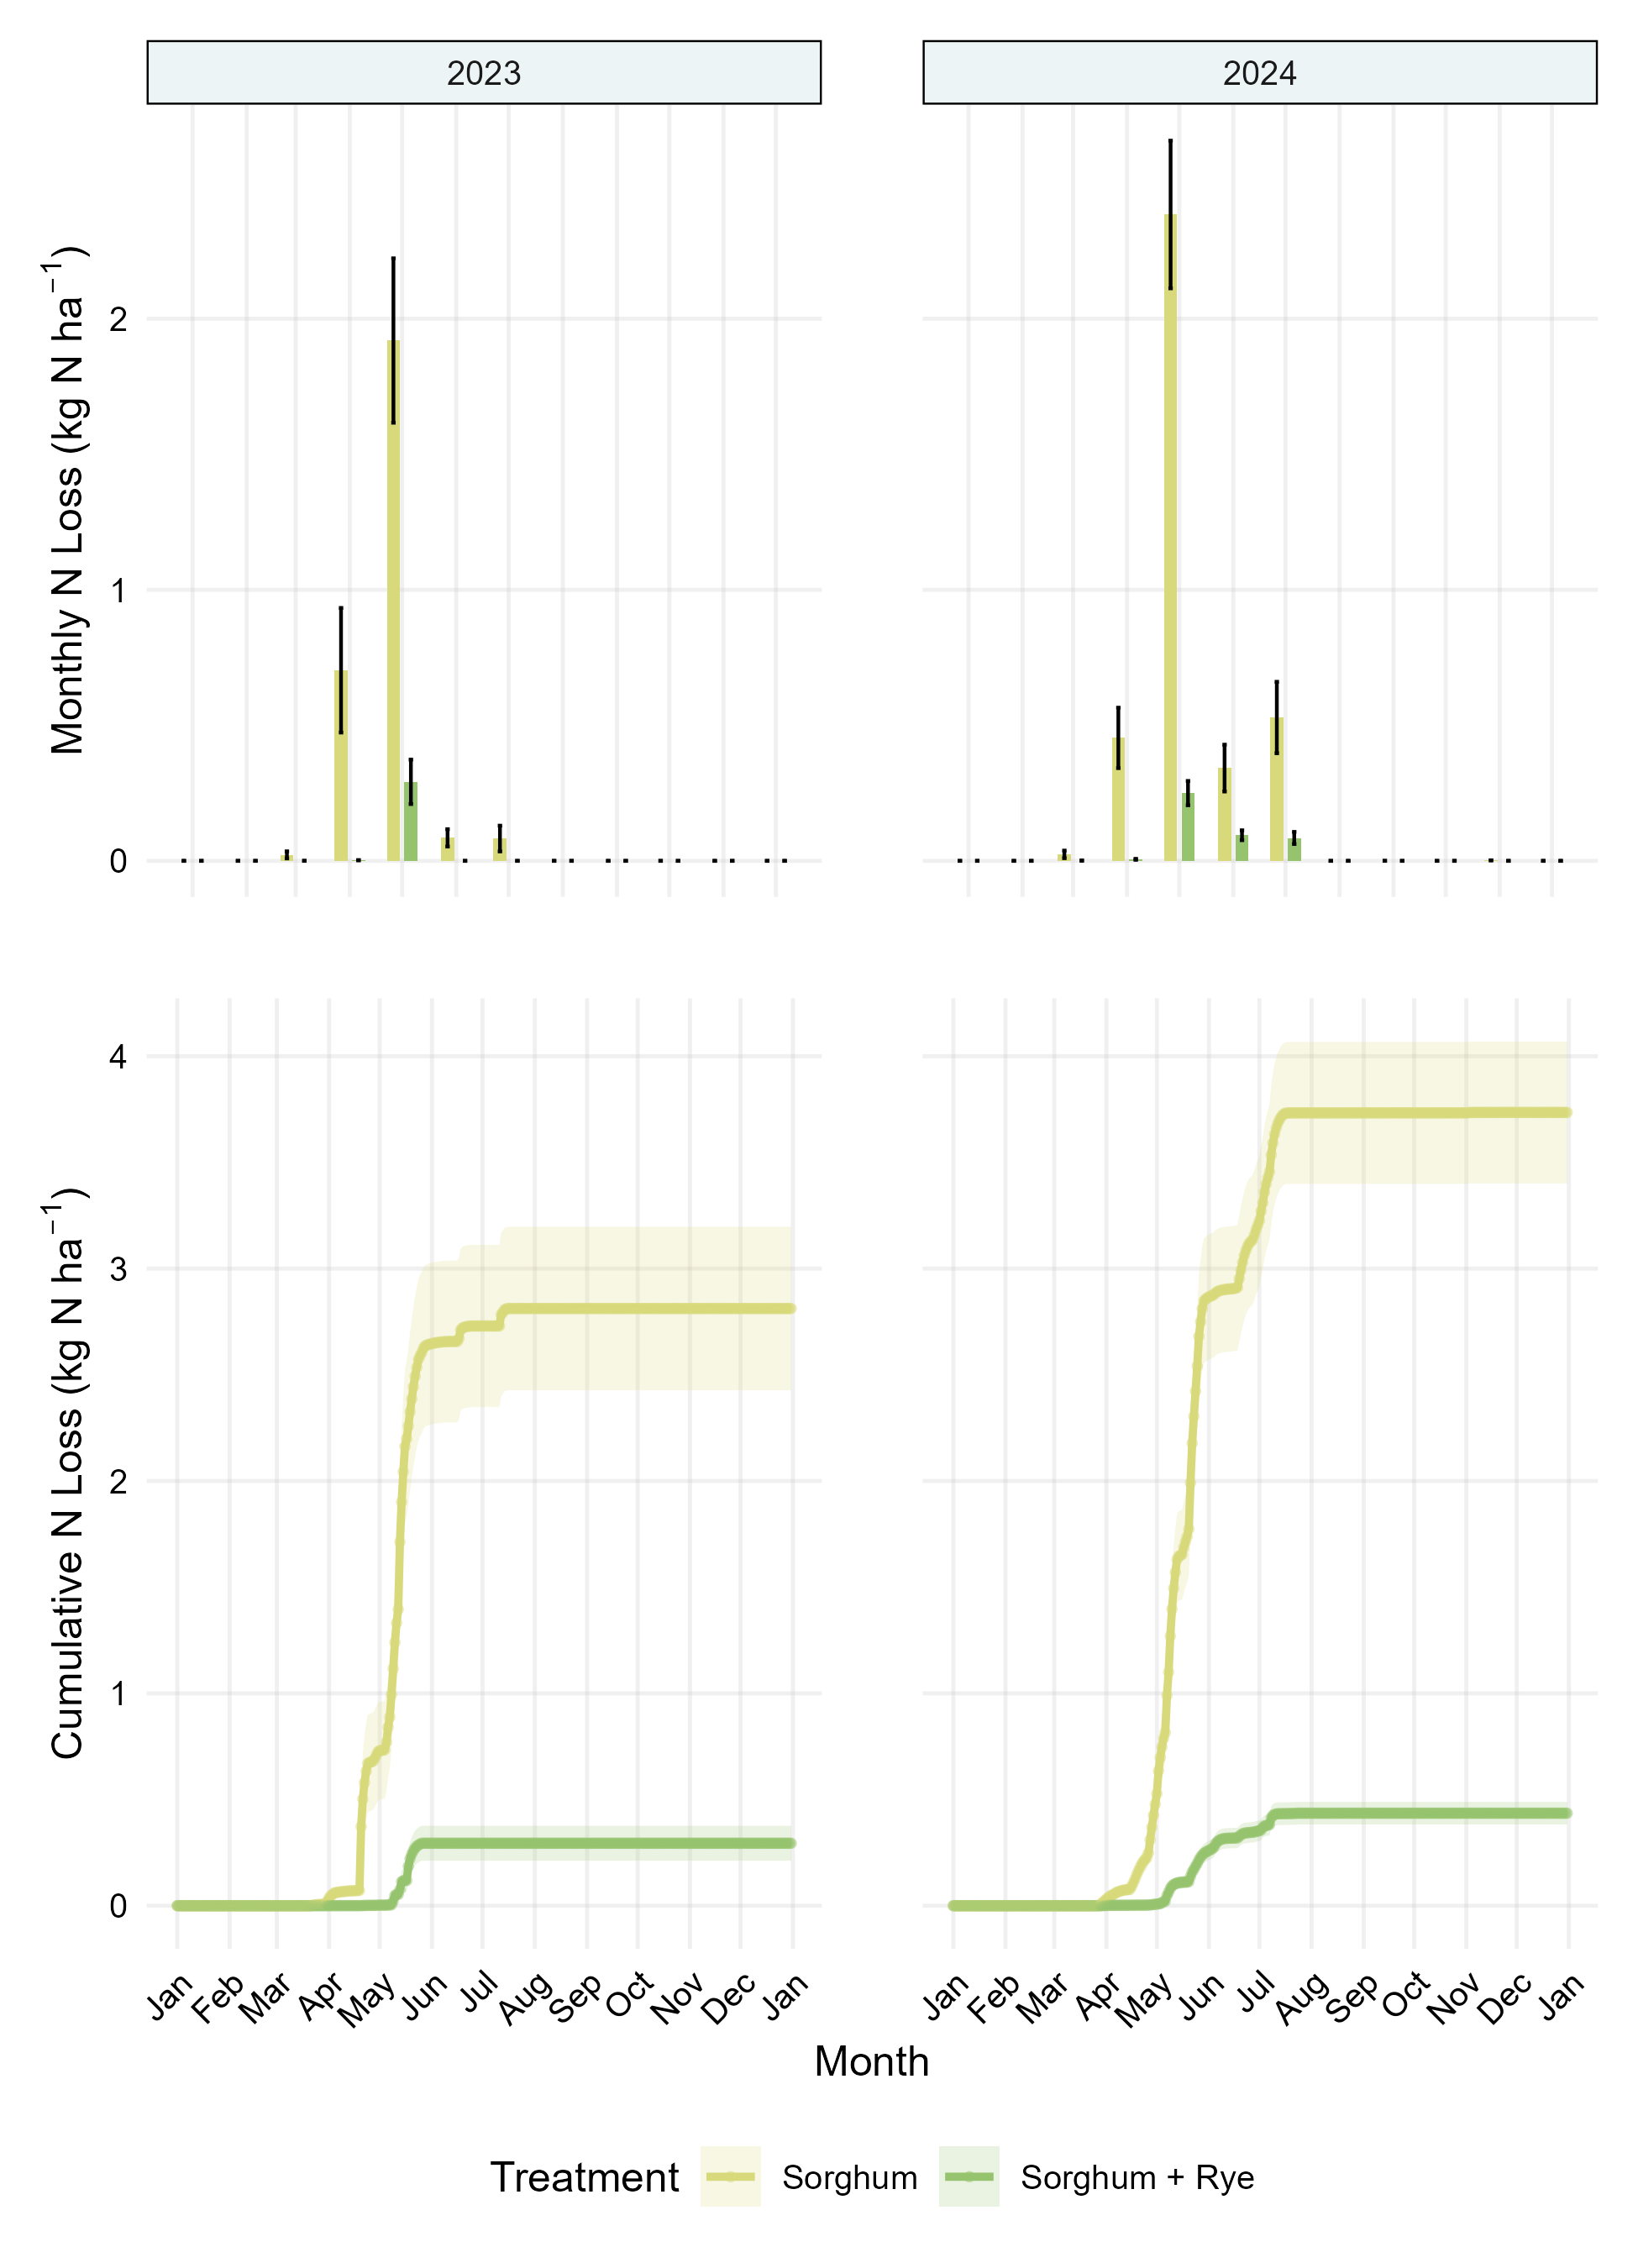 2023
2024
Monthly N Loss (kg N ha⁻¹)
2
1
0
Cumulative N Loss (kg N ha⁻¹)
4
3
2
1
0
Jan Feb Mar Apr May Jun Jul Aug Sep Oct Nov Dec Jan
Jan Feb Mar Apr May Jun Jul Aug Sep Oct Nov Dec Jan
Month
Treatment Sorghum Sorghum + Rye